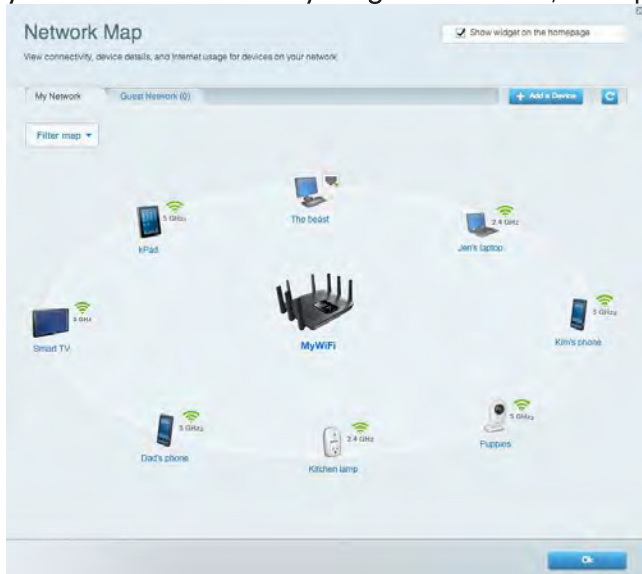 Network Map
Show widget on the homepage
View connectivity, device details, and Internet usage for devices on your network.
My Network
Guest Network (0)
+ Add a Device
Filter map
The beast
5 GHz
kPad
2.4 GHz
Jen's laptop
5 GHz
Smart TV
MyWiFi
5 GHz
Kim's phone
5 GHz
Dad's phone
2.4 GHz
Kitchen lamp
5 GHz
Puppies
Ok